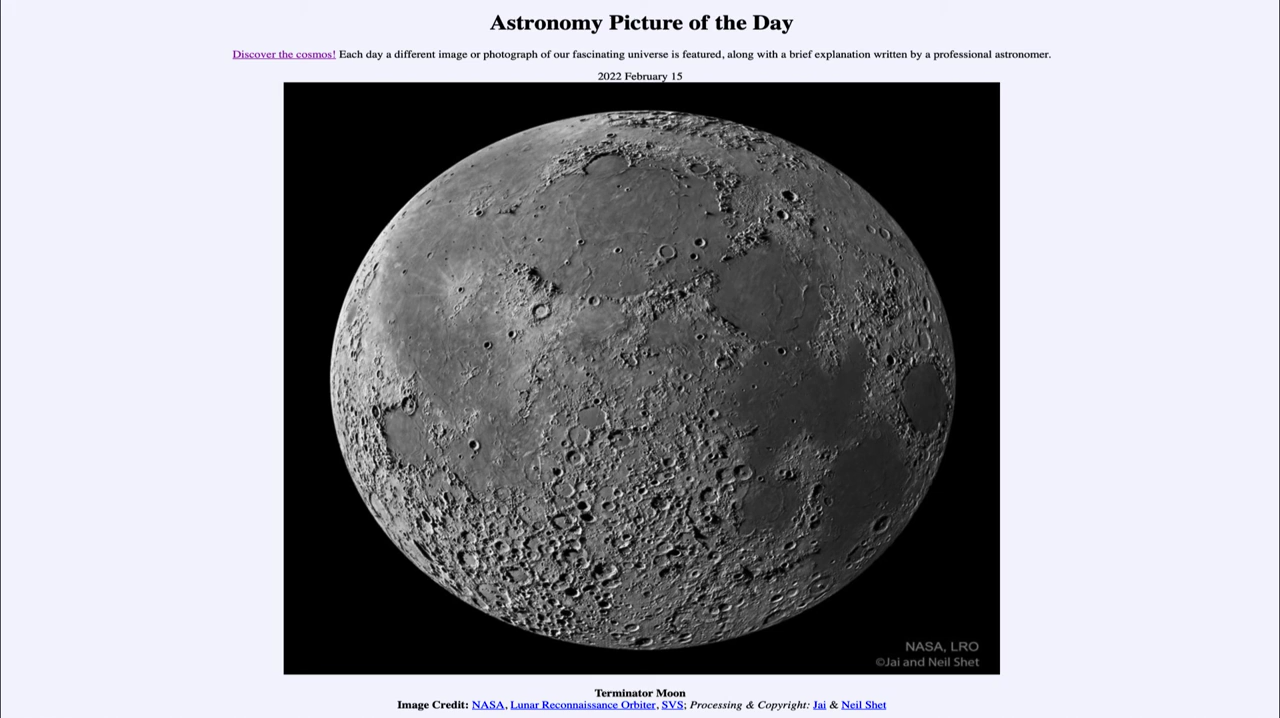 Astronomy Picture of the Day
Discover the cosmos! Each day a different image or photograph of our fascinating universe is featured, along with a brief explanation written by a professional astronomer.
2022 February 15
NASA, LRO
©Jai and Neil Shet
Terminator Moon
Image Credit: NASA, Lunar Reconnaissance Orbiter, SVS; Processing & Copyright: Jai & Neil Shet